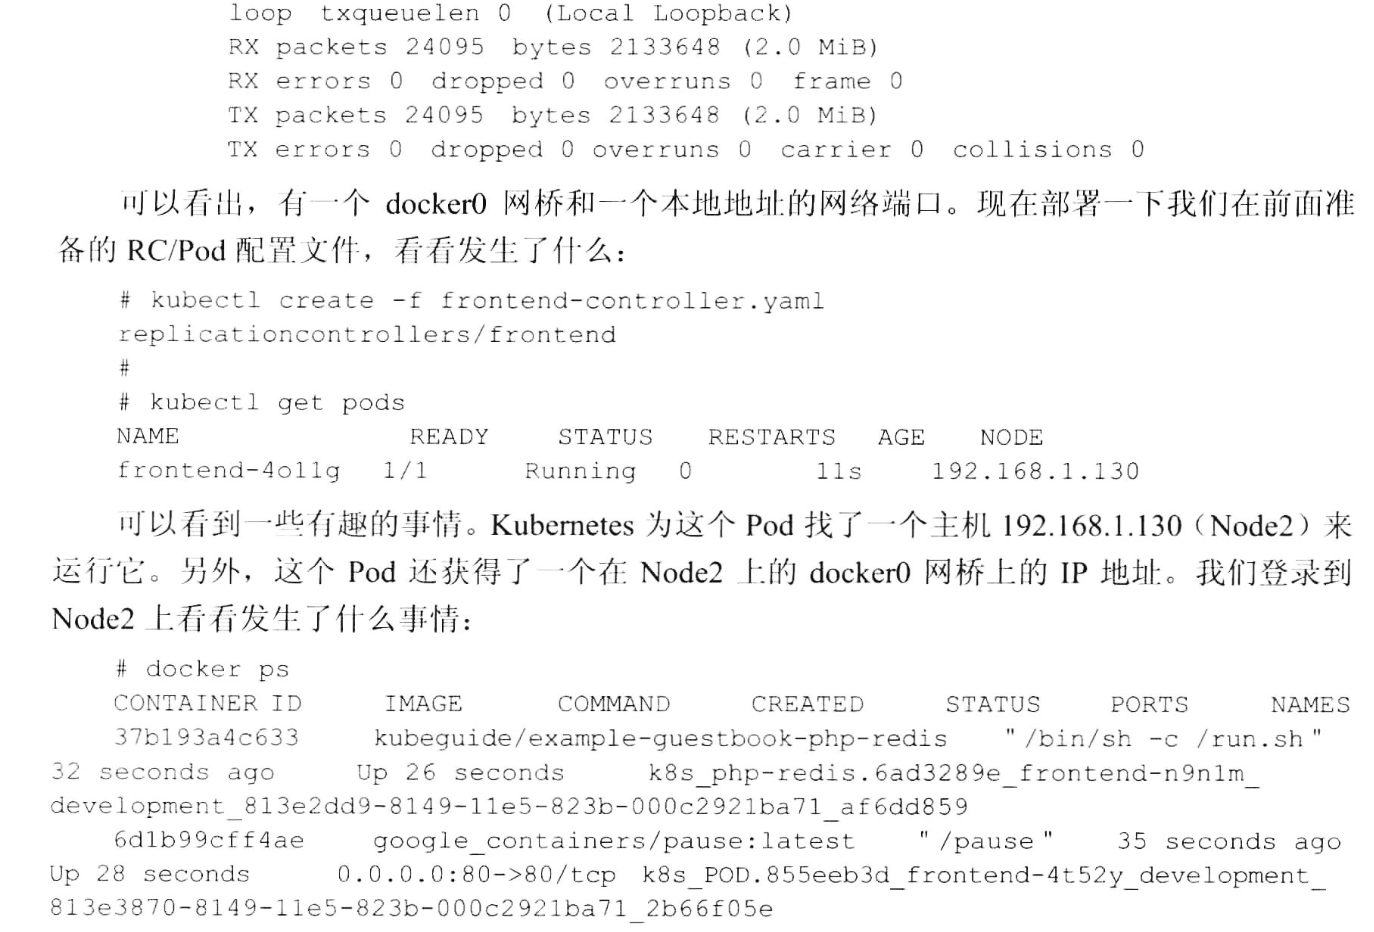 loop txqueuelen 0 (Local Loopback)
RX packets 24095 bytes 2133648 (2.0 MiB)
RX errors 0 dropped 0 overruns 0 frame 0
TX packets 24095 bytes 2133648 (2.0 MiB)
TX errors 0 dropped 0 overruns 0 carrier 0 collisions 0
可以看出，有一个 docker0 网桥和一个本地地址的网络端口。现在部署一下我们在前面准
备的 RC/Pod 配置文件，看看发生了什么：
# kubectl create -f frontend-controller.yaml
replicationcontrollers/frontend
#
# kubectl get pods
NAME READY STATUS RESTARTS AGE NODE
frontend-4o11g 1/1 Running 0 11s 192.168.1.130
可以看到一些有趣的事情。Kubernetes 为这个 Pod 找了一个主机 192.168.1.130（Node2）来
运行它。另外，这个 Pod 还获得了一个在 Node2 上的 docker0 网桥上的 IP 地址。我们登录到
Node2 上看看发生了什么事情：
# docker ps
CONTAINER ID IMAGE COMMAND CREATED STATUS PORTS NAMES
37b193a4c633 kubeguide/example-guestbook-php-redis "/bin/sh -c /run.sh"
32 seconds ago Up 26 seconds k8s_php-redis.6ad3289e_frontend-n9n1m_
development_813e2dd9-8149-11e5-823b-000c2921ba71_af6dd859
6d1b99cff4ae google_containers/pause:latest "/pause" 35 seconds ago
Up 28 seconds 0.0.0.0:80->80/tcp k8s_POD.855eeb3d_frontend-4t52y_development_
813e3870-8149-11e5-823b-000c2921ba71_2b66f05e